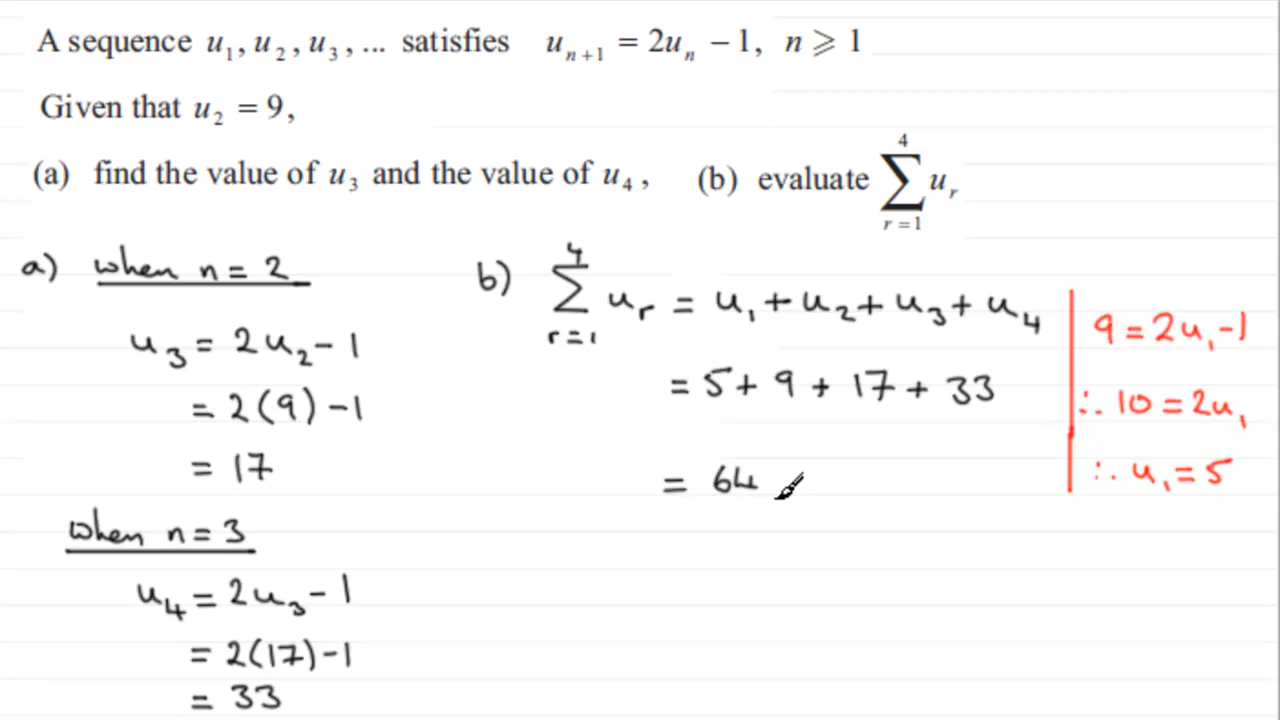 A sequence u₁, u₂, u₃, ... satisfies uₙ₊₁ = 2uₙ − 1, n ⩾ 1
Given that u₂ = 9,
(a) find the value of u₃ and the value of u₄, (b) evaluate ∑_{r=1}^{4} uᵣ
a) when n = 2
u₃ = 2u₂ − 1
= 2(9) − 1
= 17
when n = 3
u₄ = 2u₃ − 1
= 2(17) − 1
= 33
b) ∑_{r=1}^{4} uᵣ = u₁ + u₂ + u₃ + u₄
= 5 + 9 + 17 + 33
= 64
9 = 2u₁ − 1
∴ 10 = 2u₁
∴ u₁ = 5